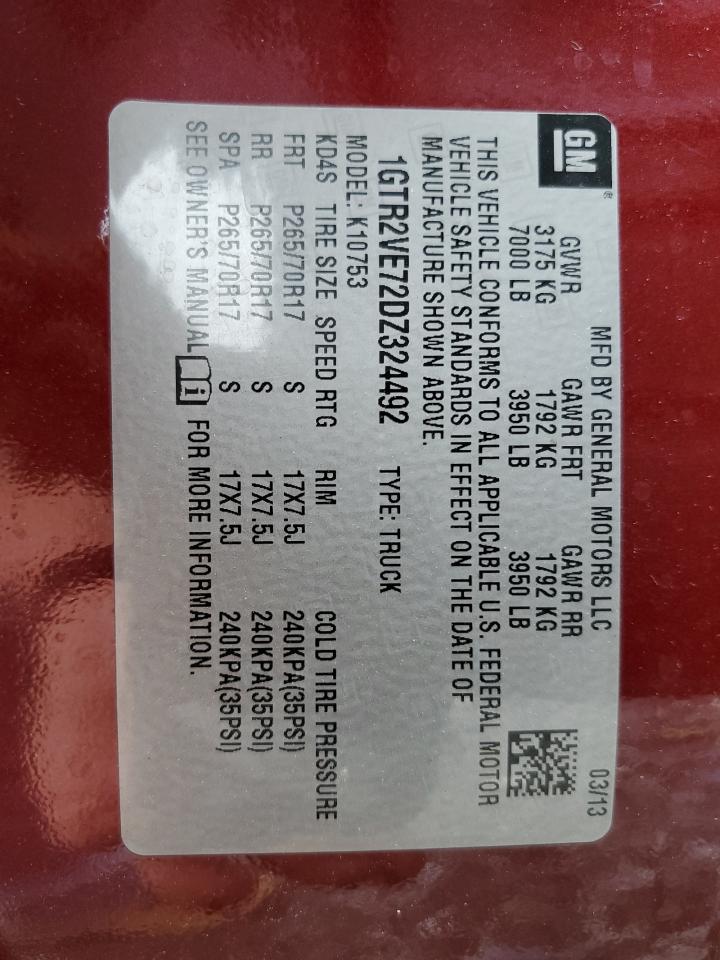 GM®
MFD BY GENERAL MOTORS LLC 03/13
GVWR GAWR FRT GAWR RR
3175 KG 1792 KG 1792 KG
7000 LB 3950 LB 3950 LB
THIS VEHICLE CONFORMS TO ALL APPLICABLE U.S. FEDERAL MOTOR
VEHICLE SAFETY STANDARDS IN EFFECT ON THE DATE OF
MANUFACTURE SHOWN ABOVE.
1GTR2VE72DZ324492 TYPE: TRUCK
MODEL: K10753
KD4S TIRE SIZE SPEED RTG RIM COLD TIRE PRESSURE
FRT P265/70R17 S 17X7.5J 240KPA(35PSI)
RR P265/70R17 S 17X7.5J 240KPA(35PSI)
SPA P265/70R17 S 17X7.5J 240KPA(35PSI)
SEE OWNER'S MANUAL i FOR MORE INFORMATION.